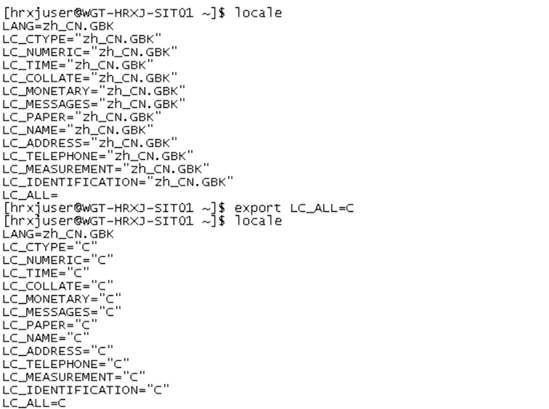 [hrxjuser@WGT-HRXJ-SIT01 ~]$ locale
LANG=zh_CN.GBK
LC_CTYPE="zh_CN.GBK"
LC_NUMERIC="zh_CN.GBK"
LC_TIME="zh_CN.GBK"
LC_COLLATE="zh_CN.GBK"
LC_MONETARY="zh_CN.GBK"
LC_MESSAGES="zh_CN.GBK"
LC_PAPER="zh_CN.GBK"
LC_NAME="zh_CN.GBK"
LC_ADDRESS="zh_CN.GBK"
LC_TELEPHONE="zh_CN.GBK"
LC_MEASUREMENT="zh_CN.GBK"
LC_IDENTIFICATION="zh_CN.GBK"
LC_ALL=
[hrxjuser@WGT-HRXJ-SIT01 ~]$ export LC_ALL=C
[hrxjuser@WGT-HRXJ-SIT01 ~]$ locale
LANG=zh_CN.GBK
LC_CTYPE="C"
LC_NUMERIC="C"
LC_TIME="C"
LC_COLLATE="C"
LC_MONETARY="C"
LC_MESSAGES="C"
LC_PAPER="C"
LC_NAME="C"
LC_ADDRESS="C"
LC_TELEPHONE="C"
LC_MEASUREMENT="C"
LC_IDENTIFICATION="C"
LC_ALL=C